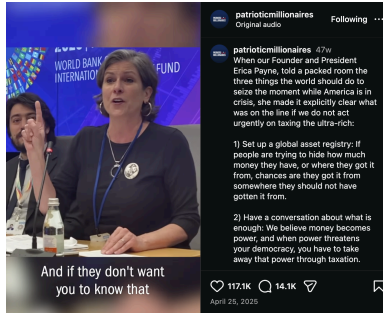 WORLD BANK
INTERNATIO
FUND
And if they don't want
you to know that
patrioticmillionaires
Original audio
Following
patrioticmillionaires 47w
When our Founder and President
Erica Payne, told a packed room the
three things the world should do to
seize the moment while America is in
crisis, she made it explicitly clear what
was on the line if we do not act
urgently on taxing the ultra-rich:
1) Set up a global asset registry: If
people are trying to hide how much
money they have, or where they got it
from, chances are they got it from
somewhere they should not have
gotten it from.
2) Have a conversation about what is
enough: We believe money becomes
power, and when power threatens
your democracy, you have to take
away that power through taxation.
117.1K 14.1K
April 25, 2025